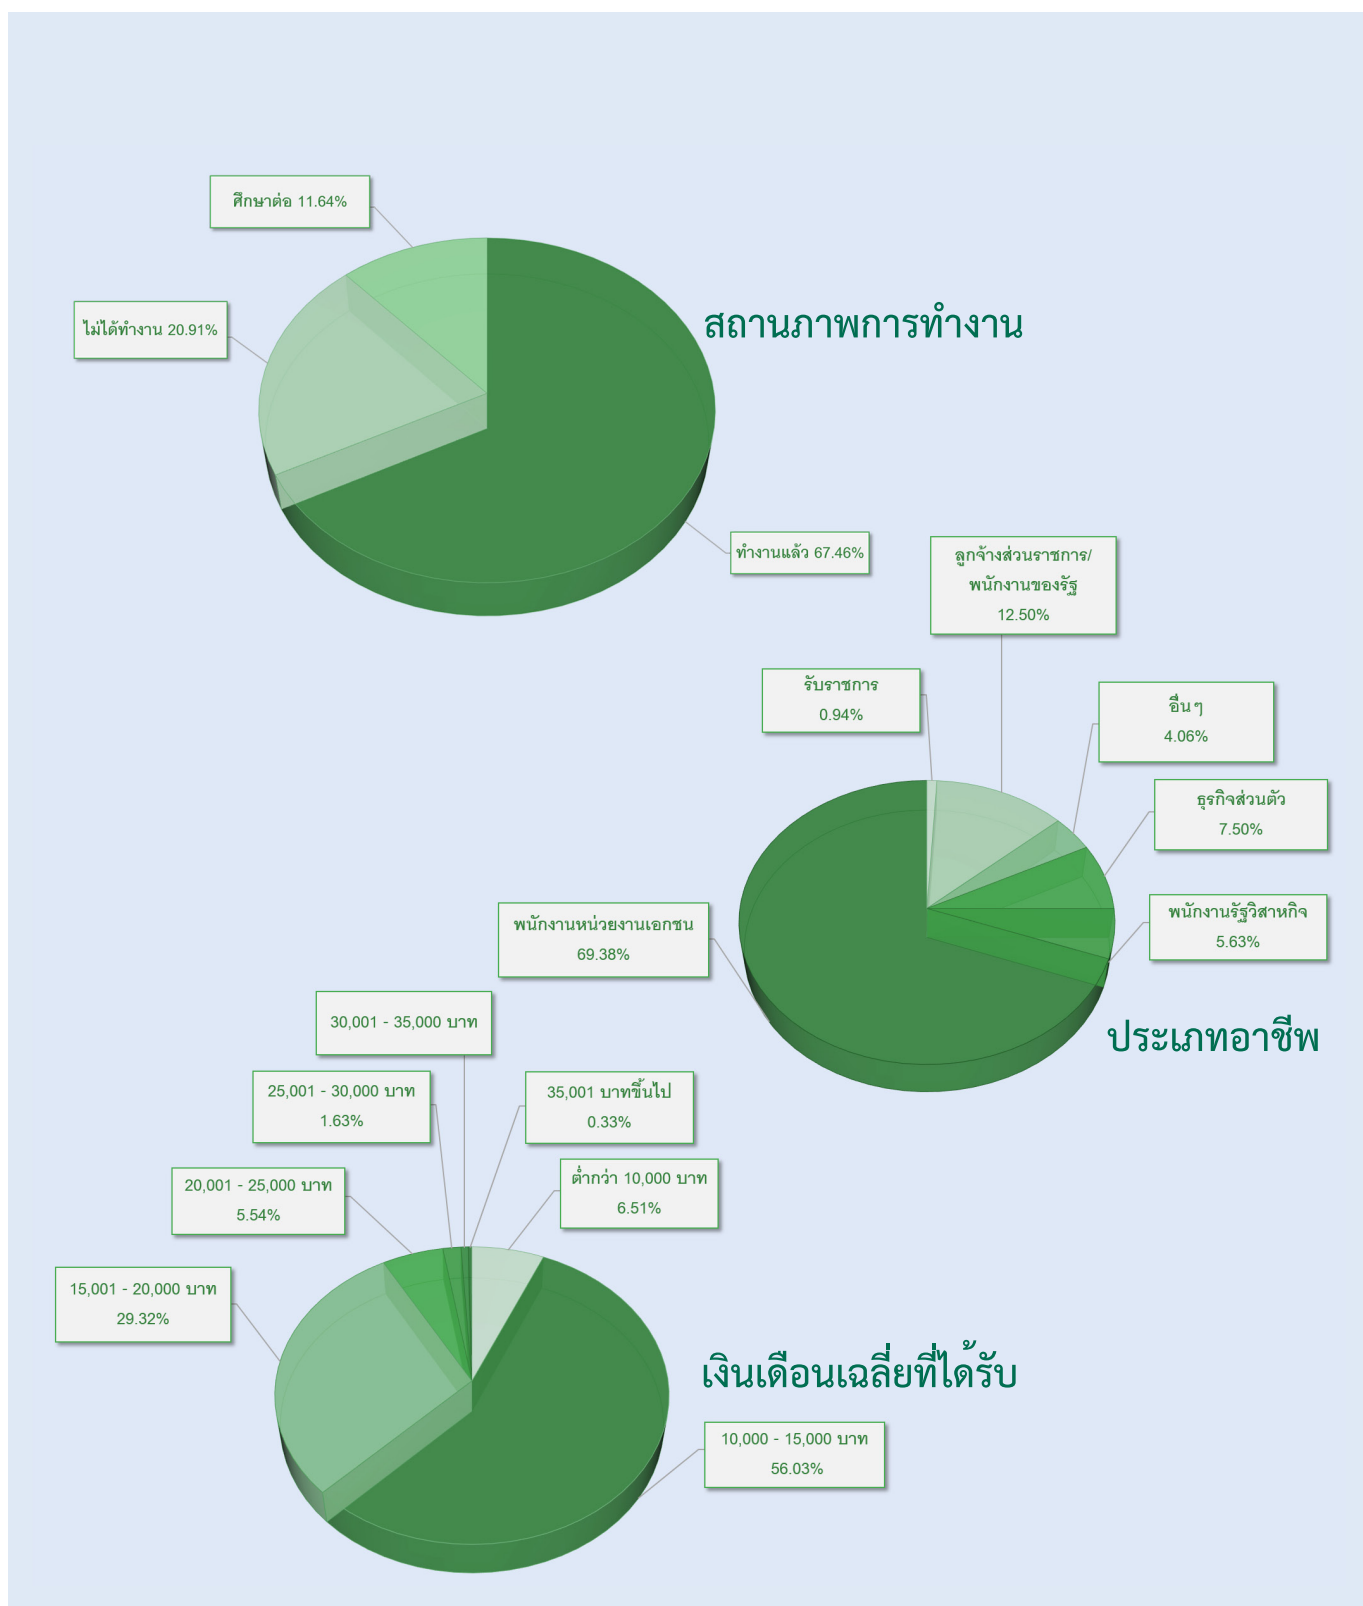 ศึกษาต่อ 11.64%
ไม่ได้ทำงาน 20.91%
สถานภาพการทำงาน
ทำงานแล้ว 67.46%
ลูกจ้างส่วนราชการ/
พนักงานของรัฐ
12.50%
รับราชการ
0.94%
อื่นๆ
4.06%
ธุรกิจส่วนตัว
7.50%
พนักงานรัฐวิสาหกิจ
5.63%
พนักงานหน่วยงานเอกชน
69.38%
ประเภทอาชีพ
30,001 - 35,000 บาท
25,001 - 30,000 บาท
1.63%
35,001 บาทขึ้นไป
0.33%
20,001 - 25,000 บาท
5.54%
ต่ำกว่า 10,000 บาท
6.51%
15,001 - 20,000 บาท
29.32%
เงินเดือนเฉลี่ยที่ได้รับ
10,000 - 15,000 บาท
56.03%